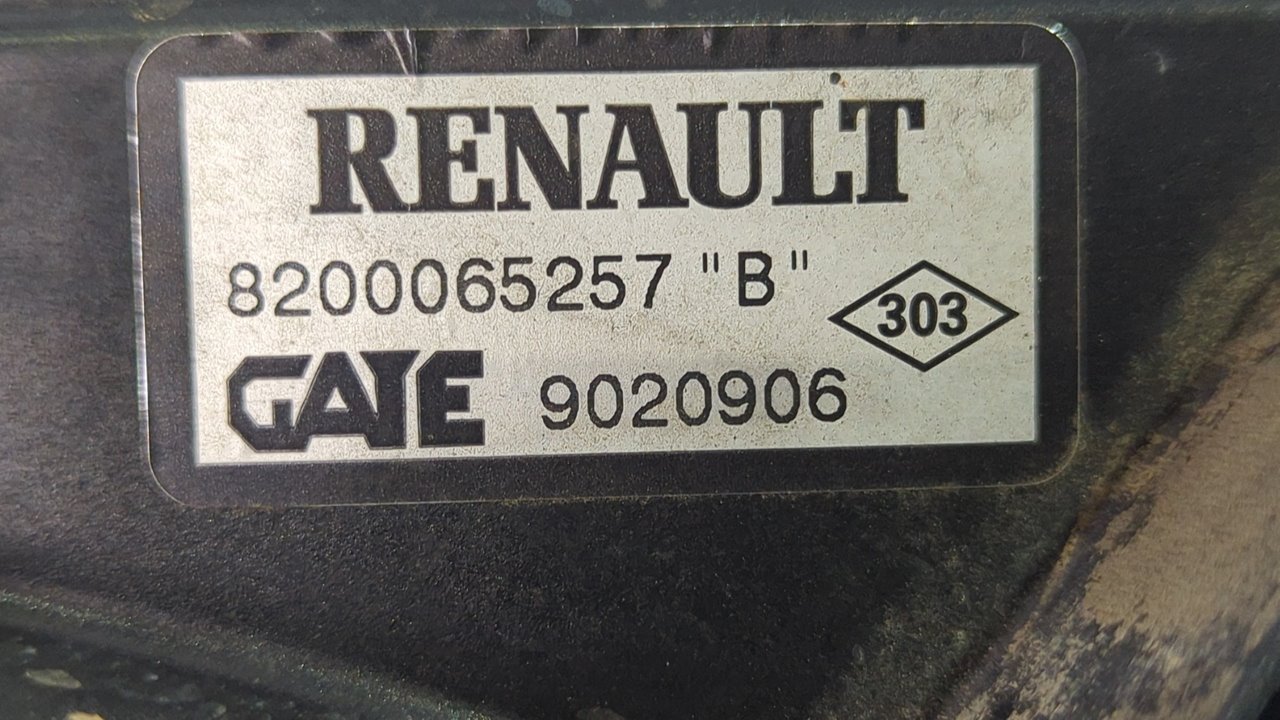 RENAULT
8200065257 "B"
303
GATE 9020906